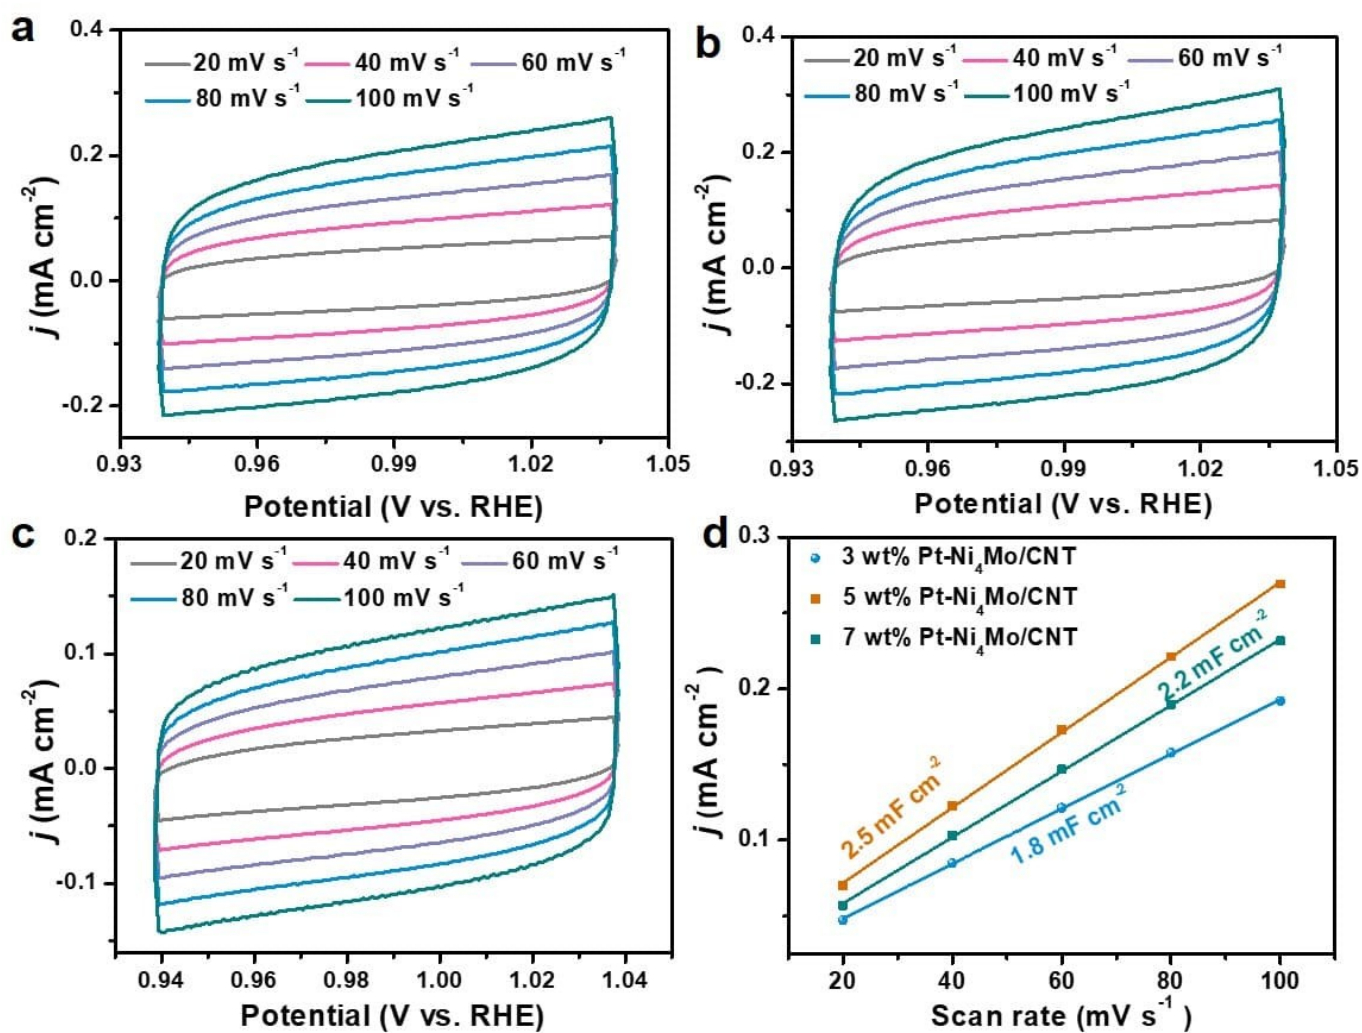 a
0.4
20 mV s⁻¹ 40 mV s⁻¹ 60 mV s⁻¹
80 mV s⁻¹ 100 mV s⁻¹
0.2
0.0
-0.2
j (mA cm⁻²)
0.93 0.96 0.99 1.02 1.05
Potential (V vs. RHE)
b
0.4
20 mV s⁻¹ 40 mV s⁻¹ 60 mV s⁻¹
80 mV s⁻¹ 100 mV s⁻¹
0.2
0.0
-0.2
j (mA cm⁻²)
0.93 0.96 0.99 1.02 1.05
Potential (V vs. RHE)
c
0.2
20 mV s⁻¹ 40 mV s⁻¹ 60 mV s⁻¹
80 mV s⁻¹ 100 mV s⁻¹
0.1
0.0
-0.1
j (mA cm⁻²)
0.94 0.96 0.98 1.00 1.02 1.04
Potential (V vs. RHE)
d
0.3
3 wt% Pt-Ni₄Mo/CNT
5 wt% Pt-Ni₄Mo/CNT
7 wt% Pt-Ni₄Mo/CNT
0.2
0.1
j (mA cm⁻²)
2.5 mF cm⁻²
2.2 mF cm⁻²
1.8 mF cm⁻²
20 40 60 80 100
Scan rate (mV s⁻¹)